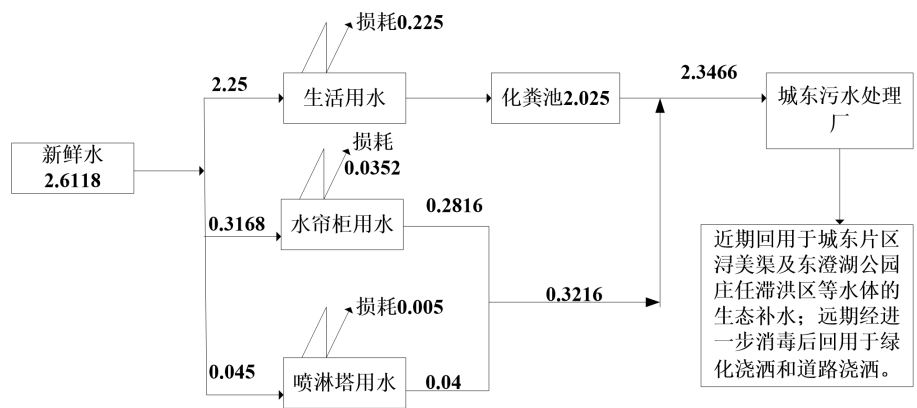 损耗0.225
2.25
生活用水
化粪池2.025
2.3466
城东污水处理
厂
新鲜水
2.6118
损耗
0.0352
0.3168
水帘柜用水
0.2816
0.3216
近期回用于城东片区
浔美渠及东澄湖公园
庄任滞洪区等水体的
生态补水；远期经进
一步消毒后回用于绿
化浇洒和道路浇洒。
损耗0.005
0.045
喷淋塔用水
0.04